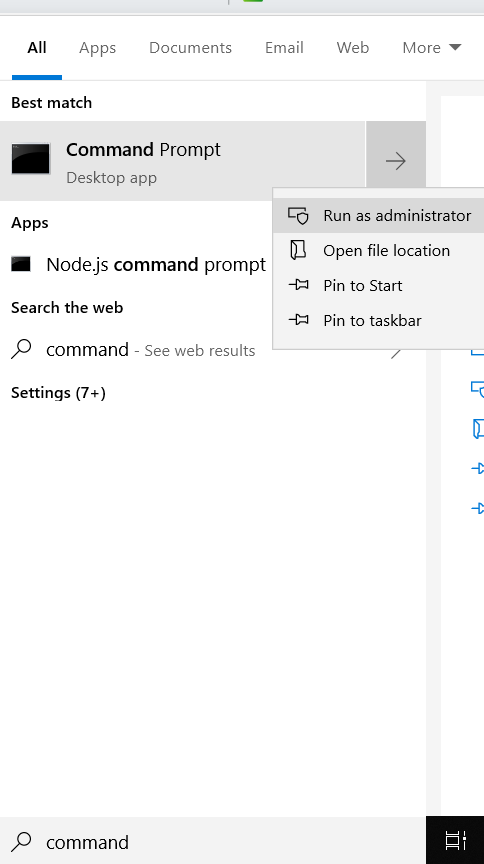 All Apps Documents Email Web More
Best match
Command Prompt
Desktop app
Run as administrator
Open file location
Pin to Start
Pin to taskbar
Apps
Node.js command prompt
Search the web
command - See web results
Settings (7+)
command